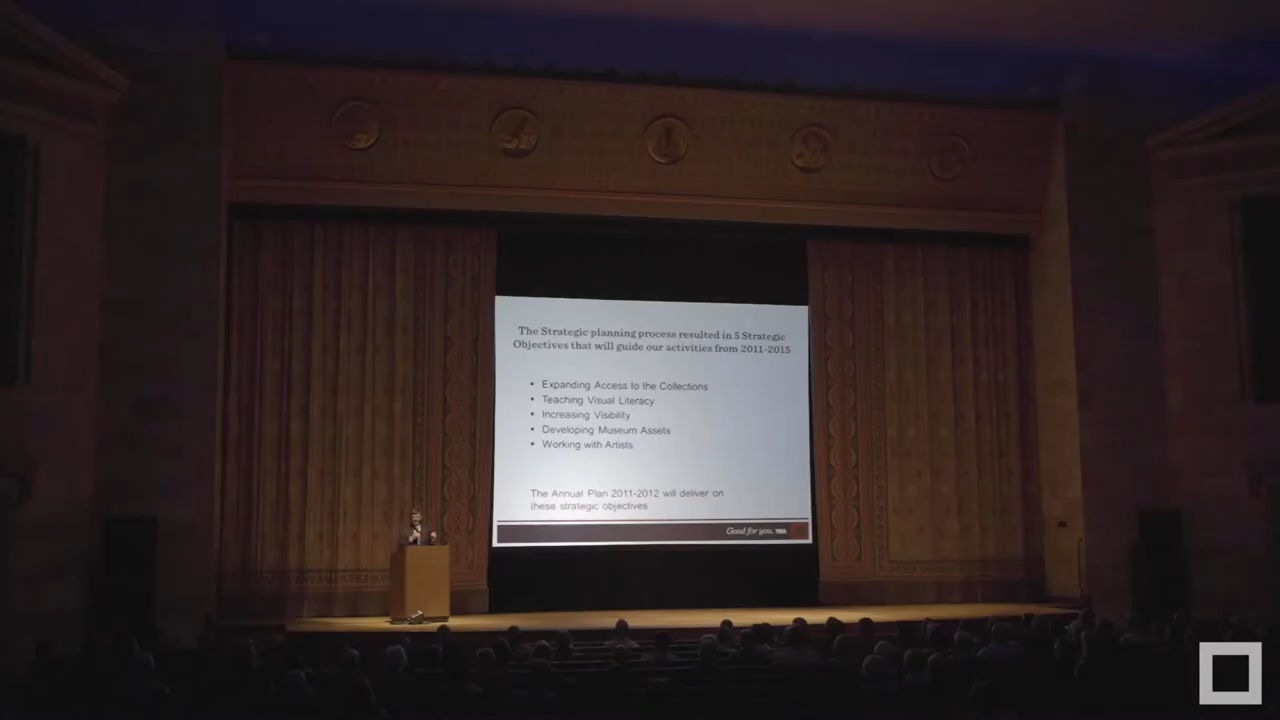 The Strategic planning process resulted in 5 Strategic
Objectives that will guide our activities from 2011-2015
• Expanding Access to the Collections
• Teaching Visual Literacy
• Increasing Visibility
• Developing Museum Assets
• Working with Artists
The Annual Plan 2011-2012 will deliver on
these strategic objectives
Good for you. TMA